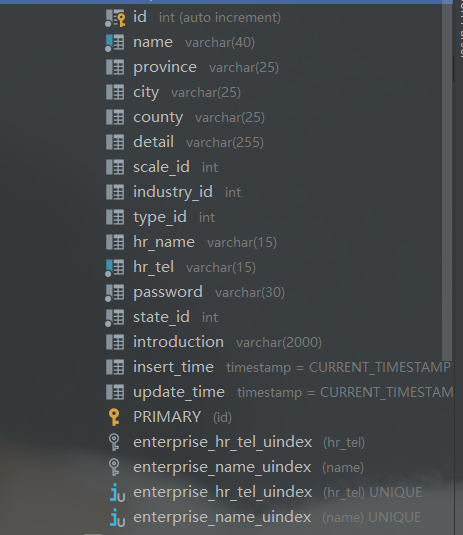 id int (auto increment)
name varchar(40)
province varchar(25)
city varchar(25)
county varchar(25)
detail varchar(255)
scale_id int
industry_id int
type_id int
hr_name varchar(15)
hr_tel varchar(15)
password varchar(30)
state_id int
introduction varchar(2000)
insert_time timestamp = CURRENT_TIMESTAMP
update_time timestamp = CURRENT_TIMESTAM
PRIMARY (id)
enterprise_hr_tel_uindex (hr_tel)
enterprise_name_uindex (name)
enterprise_hr_tel_uindex (hr_tel) UNIQUE
enterprise_name_uindex (name) UNIQUE